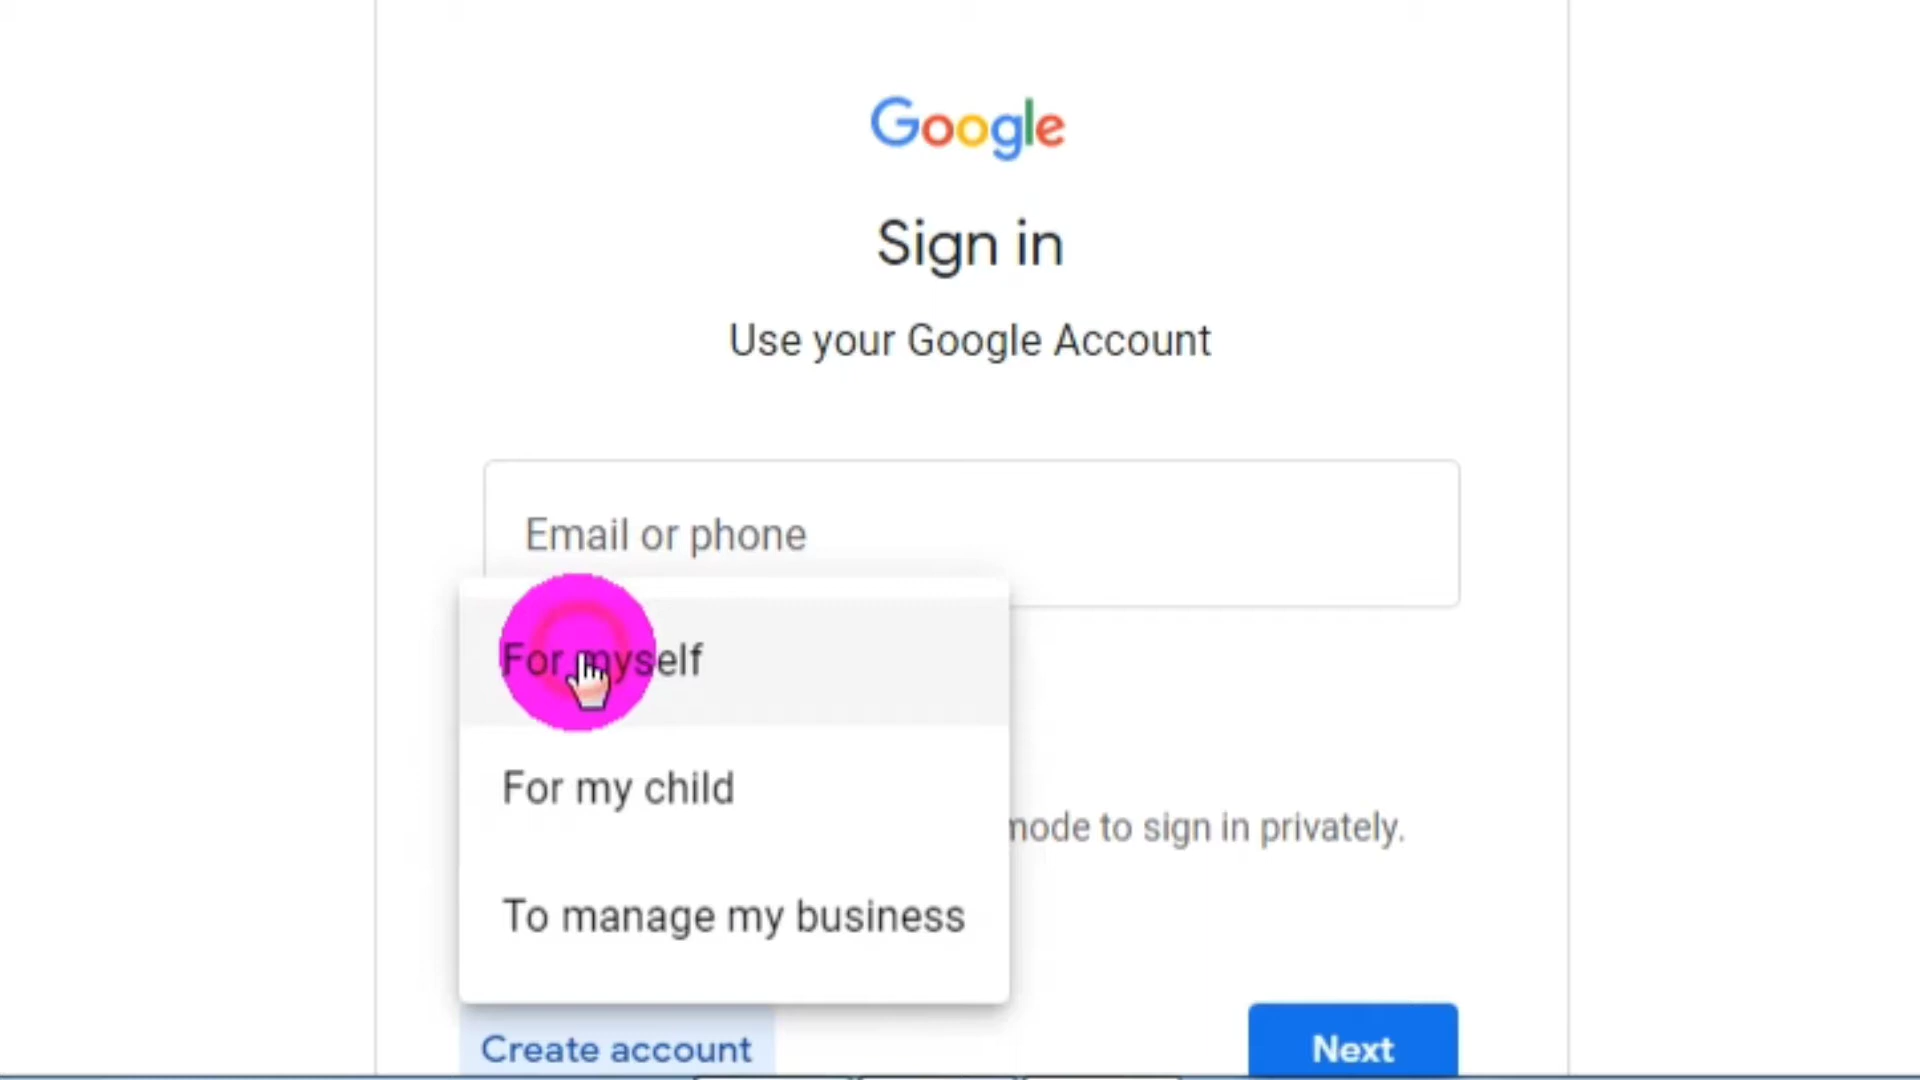 Google
Sign in
Use your Google Account
Email or phone
For myself
For my child
mode to sign in privately.
To manage my business
Create account
Next